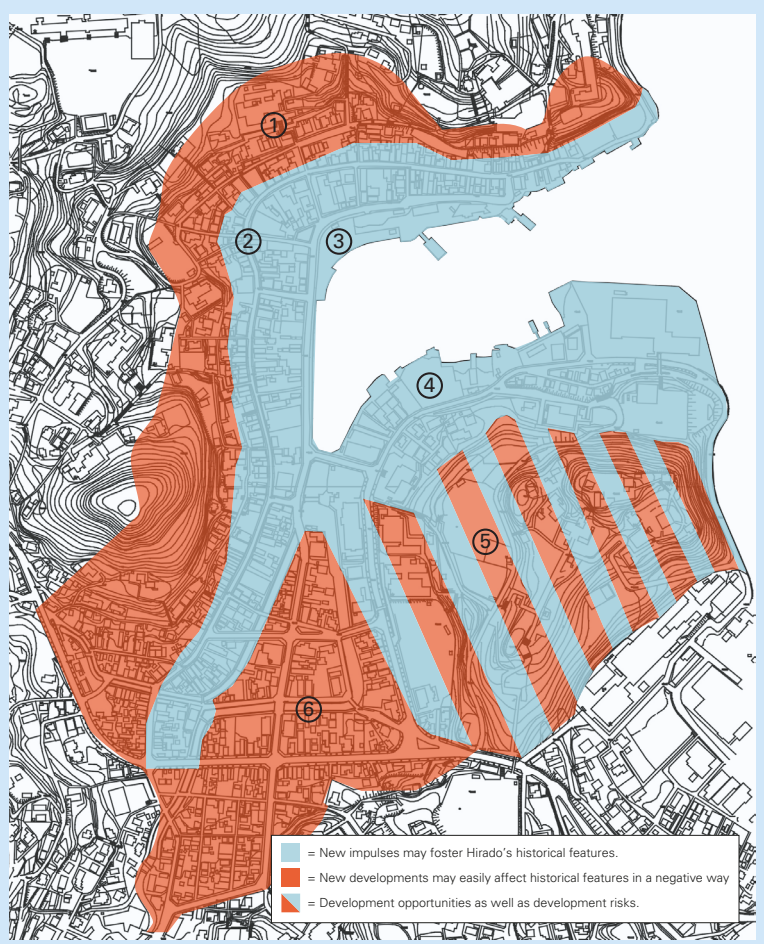 ①
②
③
④
⑤
⑥
= New impulses may foster Hirado's historical features.
= New developments may easily affect historical features in a negative way
= Development opportunities as well as development risks.